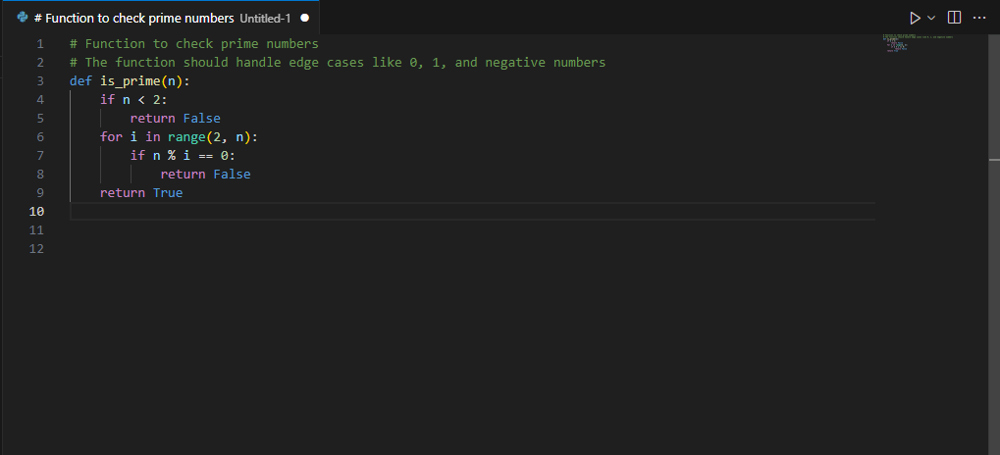 # Function to check prime numbers Untitled-1
1 # Function to check prime numbers
2 # The function should handle edge cases like 0, 1, and negative numbers
3 def is_prime(n):
4     if n < 2:
5         return False
6     for i in range(2, n):
7         if n % i == 0:
8             return False
9     return True
10
11
12